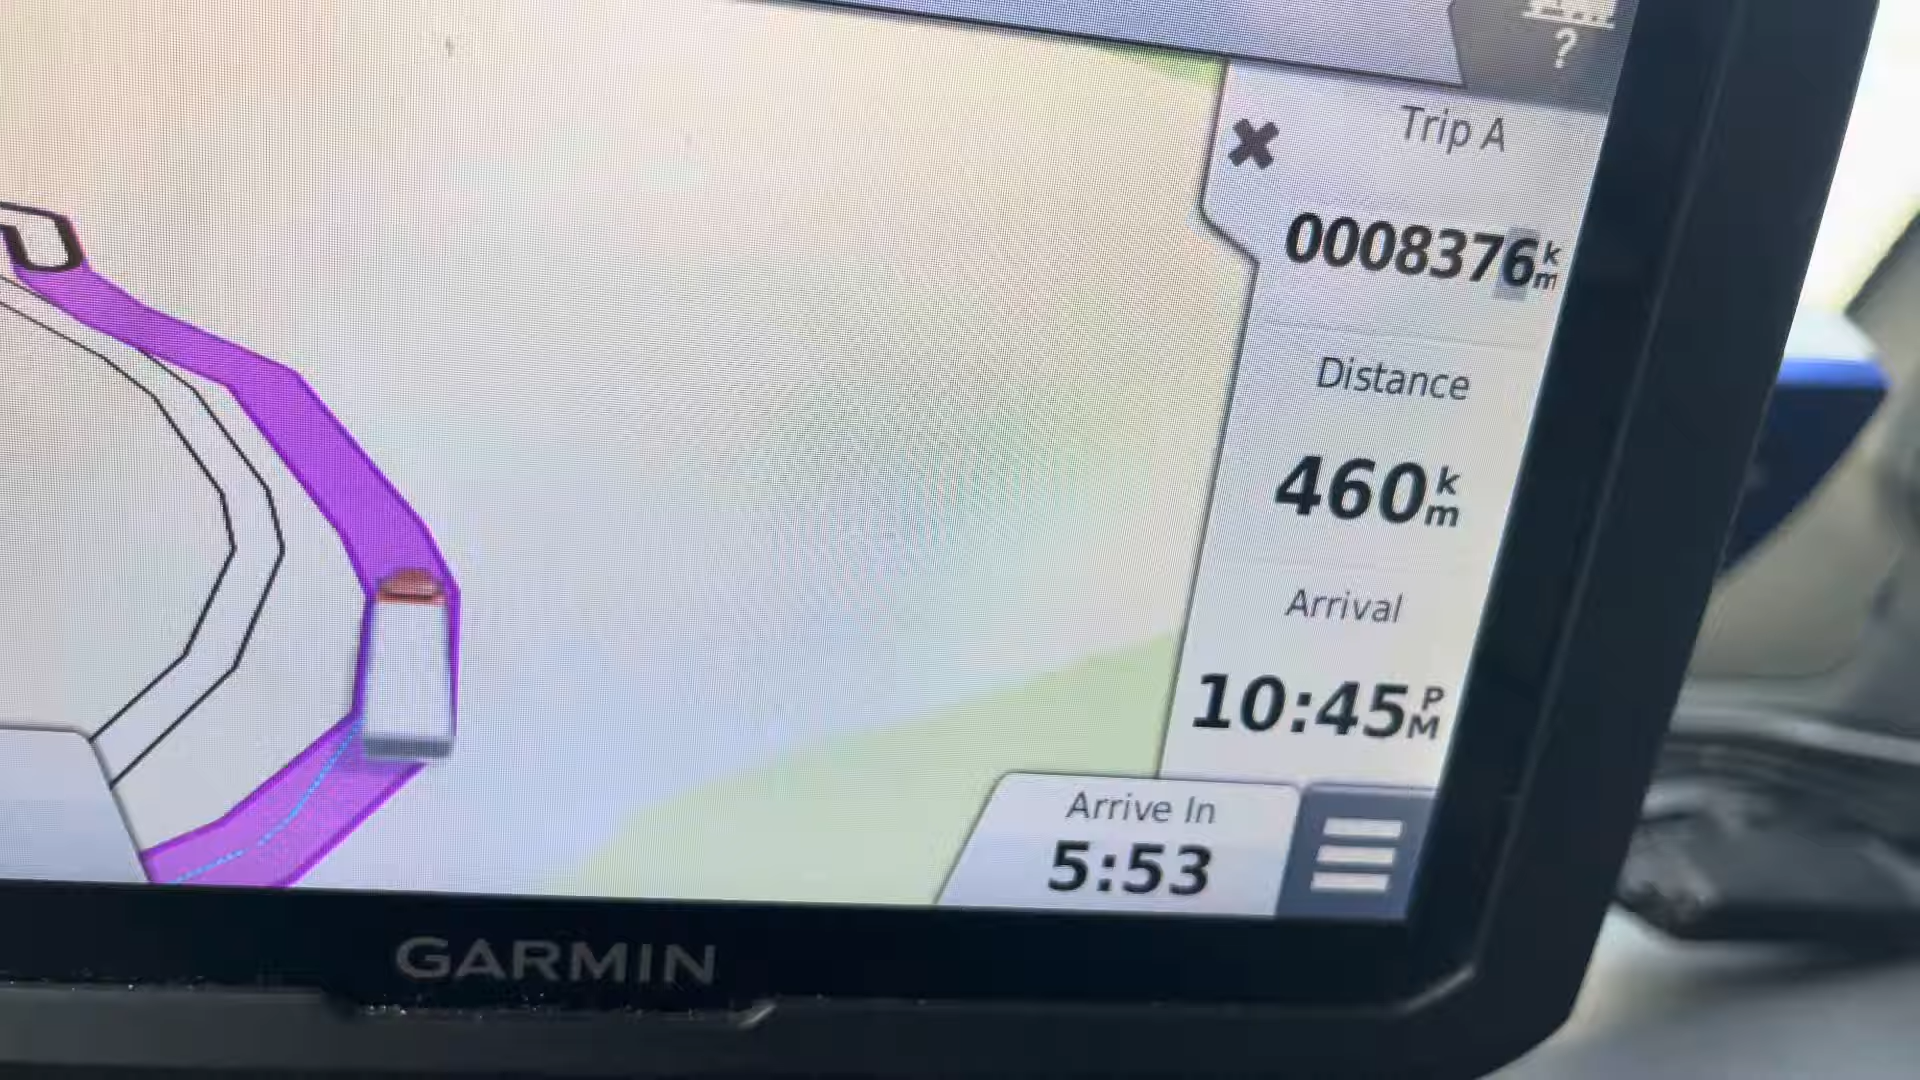 ?
Trip A
0008376km
Distance
460km
Arrival
10:45PM
Arrive In
5:53
GARMIN